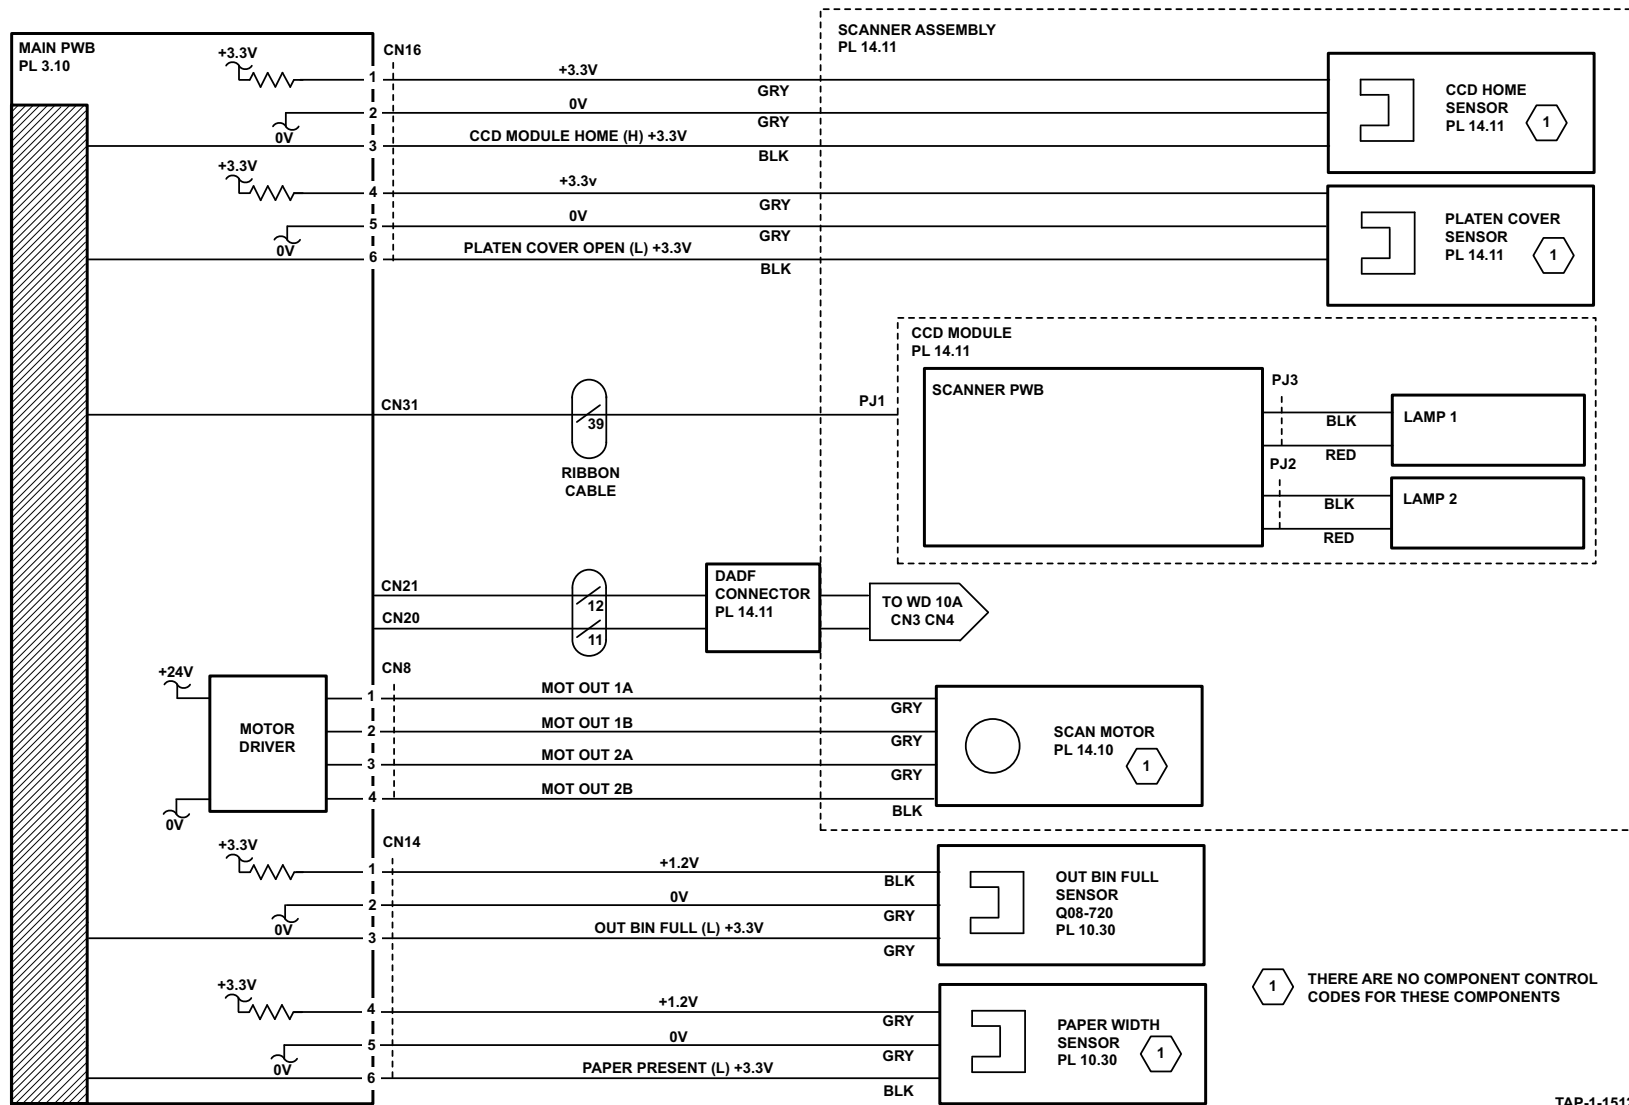 SCANNER ASSEMBLY
PL 14.11
MAIN PWB
PL 3.10
+3.3V
CN16
1
+3.3V
GRY
2
0V
0V
GRY
3
CCD MODULE HOME (H) +3.3V
BLK
CCD HOME
SENSOR
PL 14.11
1
+3.3V
4
+3.3v
GRY
5
0V
0V
GRY
6
PLATEN COVER OPEN (L) +3.3V
BLK
PLATEN COVER
SENSOR
PL 14.11
1
CCD MODULE
PL 14.11
SCANNER PWB
PJ3
BLK
RED
LAMP 1
PJ2
BLK
RED
LAMP 2
CN31
39
RIBBON
CABLE
PJ1
CN21
12
CN20
11
DADF
CONNECTOR
PL 14.11
TO WD 10A
CN3 CN4
CN8
+24V
MOTOR
DRIVER
0V
1
MOT OUT 1A
GRY
2
MOT OUT 1B
GRY
3
MOT OUT 2A
GRY
4
MOT OUT 2B
BLK
SCAN MOTOR
PL 14.10
1
CN14
+3.3V
1
+1.2V
BLK
2
0V
0V
GRY
3
OUT BIN FULL (L) +3.3V
GRY
OUT BIN FULL
SENSOR
Q08-720
PL 10.30
+3.3V
4
+1.2V
GRY
5
0V
0V
GRY
6
PAPER PRESENT (L) +3.3V
BLK
PAPER WIDTH
SENSOR
PL 10.30
1
1
THERE ARE NO COMPONENT CONTROL
CODES FOR THESE COMPONENTS